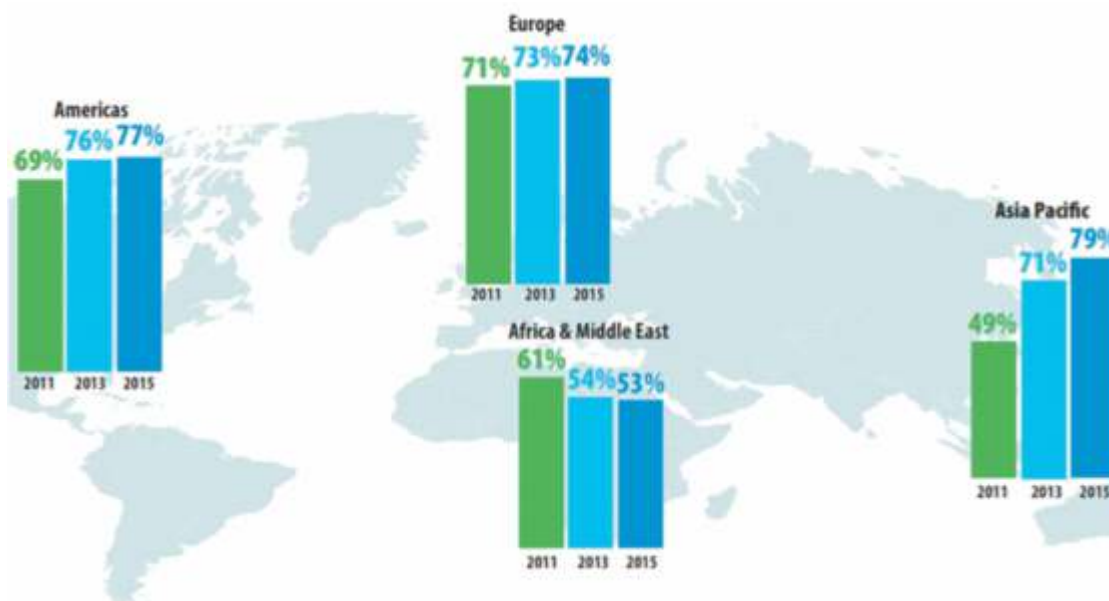 Europe
71% 73% 74%
2011 2013 2015
Americas
69% 76% 77%
2011 2013 2015
Asia Pacific
49% 71% 79%
2011 2013 2015
Africa & Middle East
61% 54% 53%
2011 2013 2015